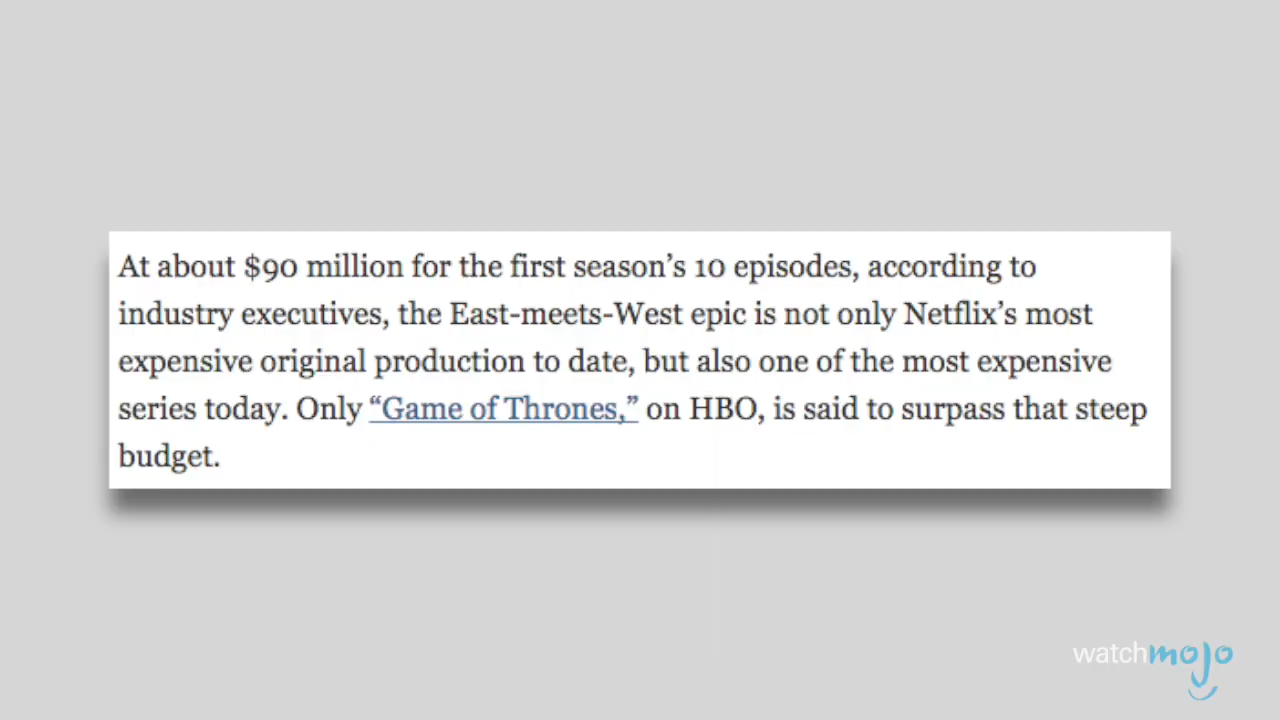 At about $90 million for the first season’s 10 episodes, according to
industry executives, the East-meets-West epic is not only Netflix’s most
expensive original production to date, but also one of the most expensive
series today. Only “Game of Thrones,” on HBO, is said to surpass that steep
budget.
watchmojo